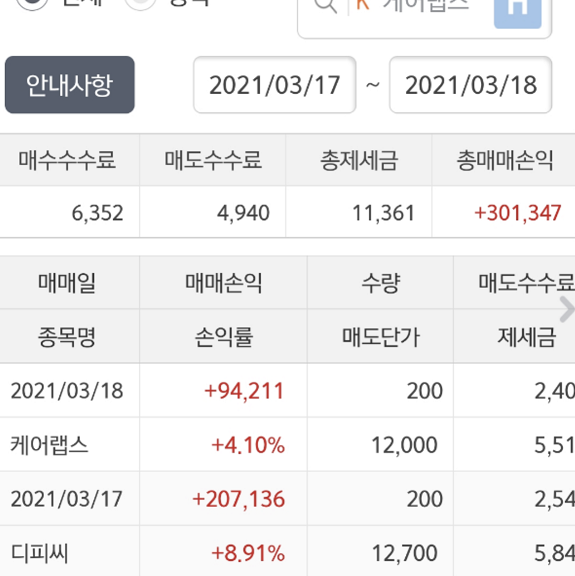 K 케어랩스 H
안내사항 2021/03/17 ~ 2021/03/18
매수수수료 매도수수료 총제세금 총매매손익
6,352 4,940 11,361 +301,347
매매일 매매손익 수량 매도수수료
종목명 손익률 매도단가 제세금
2021/03/18 +94,211 200 2,40
케어랩스 +4.10% 12,000 5,51
2021/03/17 +207,136 200 2,54
디피씨 +8.91% 12,700 5,84